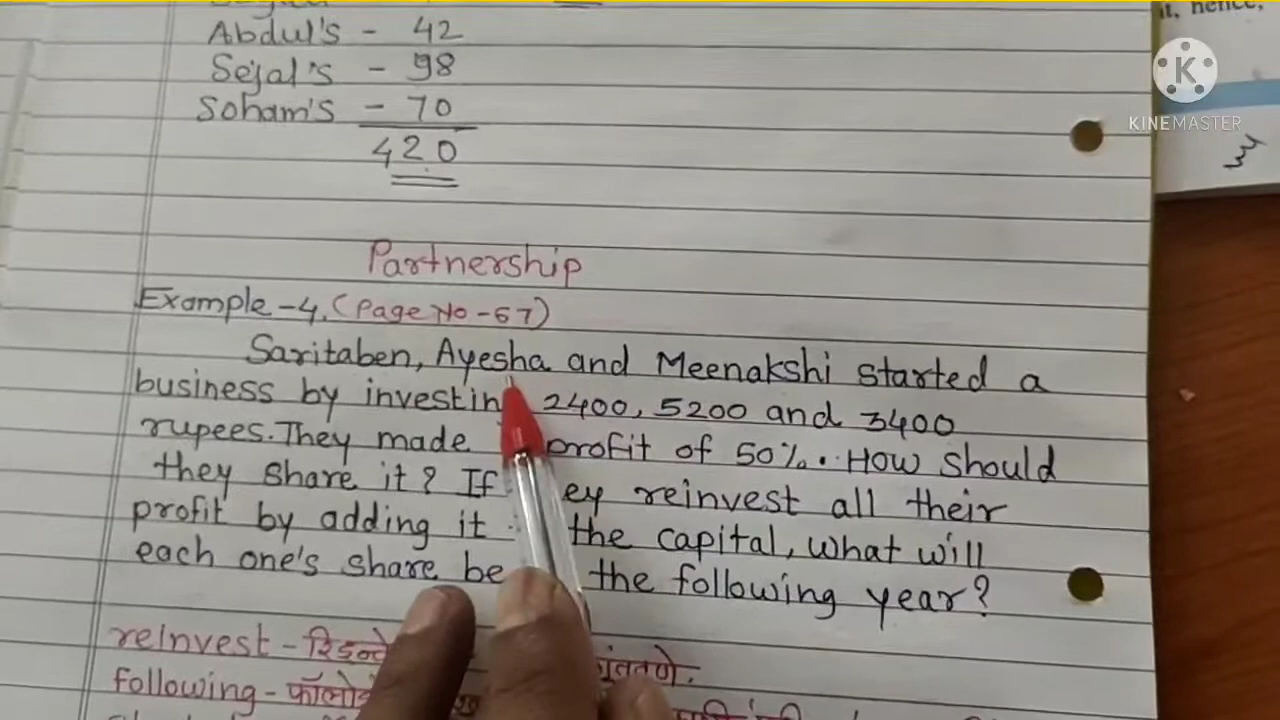 Abdul's - 42
Sejal's - 98
Soham's - 70
420
it, hence,
K
KINEMASTER
Partnership
Example-4. (Page No-67)
Saritaben, Ayesha and Meenakshi started a
business by investin 2400, 5200 and 3400
rupees. They made profit of 50%. How should
they share it? If ey reinvest all their
profit by adding it the capital, what will
each one's share be the following year?
reinvest -
following -